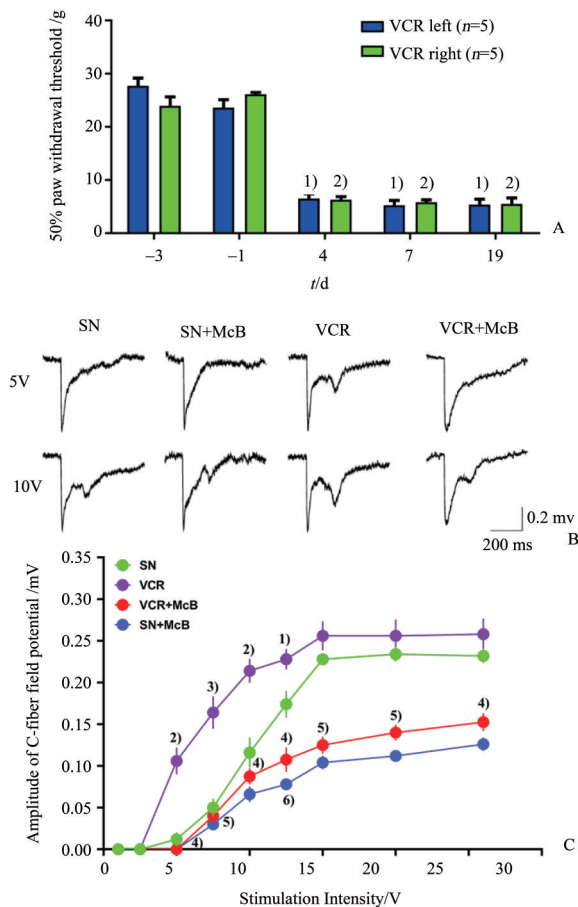 50% paw withdrawal threshold /g
40
30
20
10
0
VCR left (n=5)
VCR right (n=5)
1) 2) 1) 2) 1) 2)
–3 –1 4 7 19
t/d
A
SN SN+McB VCR VCR+McB
5V
10V
0.2 mv
200 ms
B
SN
VCR
VCR+McB
SN+McB
Amplitude of C-fiber field potential /mV
0.35
0.30
0.25
0.20
0.15
0.10
0.05
0.00
2)
3)
2)
1)
4)
5)
4)
4)
6)
5)
5)
4)
0 5 10 15 20 25 30
Stimulation Intensity/V
C